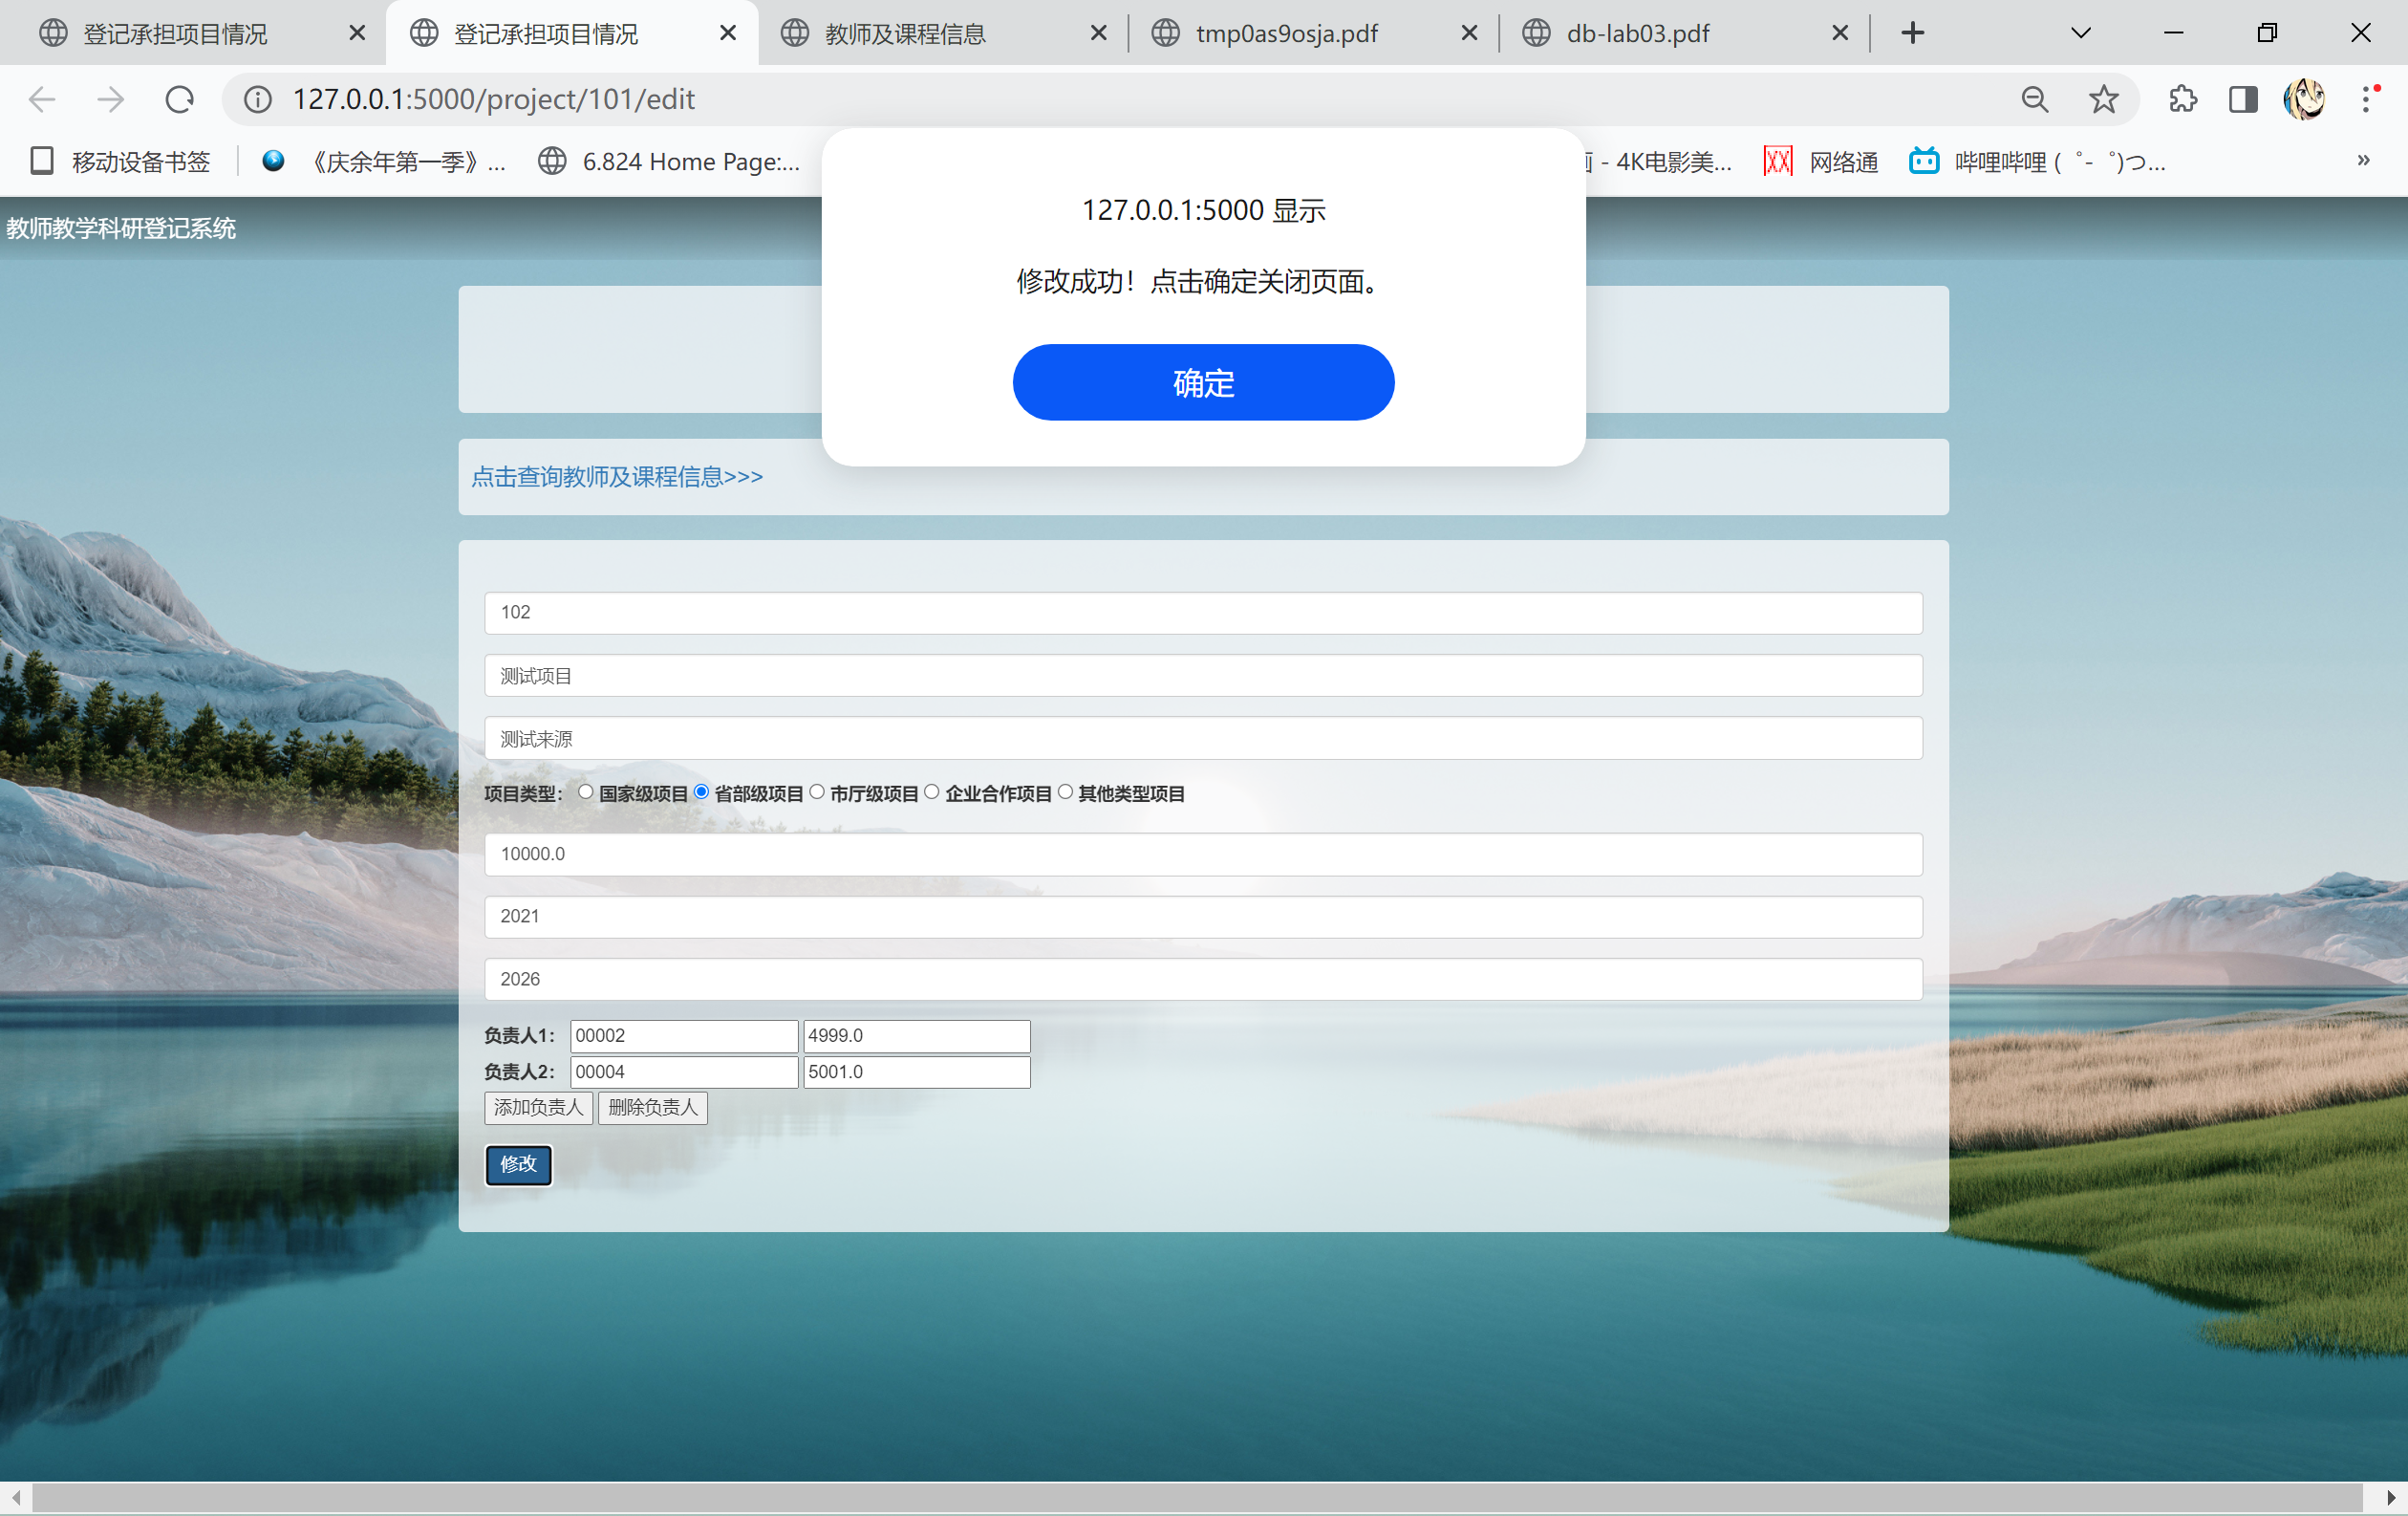 登记承担项目情况 登记承担项目情况 教师及课程信息 tmp0as9osja.pdf db-lab03.pdf
127.0.0.1:5000/project/101/edit
移动设备书签 《庆余年第一季》... 6.824 Home Page:... - 4K电影美... 网络通 哔哩哔哩 (゜-゜)つ...
教师教学科研登记系统
127.0.0.1:5000 显示
修改成功！点击确定关闭页面。
确定
点击查询教师及课程信息>>>
102
测试项目
测试来源
项目类型： 国家级项目 省部级项目 市厅级项目 企业合作项目 其他类型项目
10000.0
2021
2026
负责人1： 00002 4999.0
负责人2： 00004 5001.0
添加负责人 删除负责人
修改